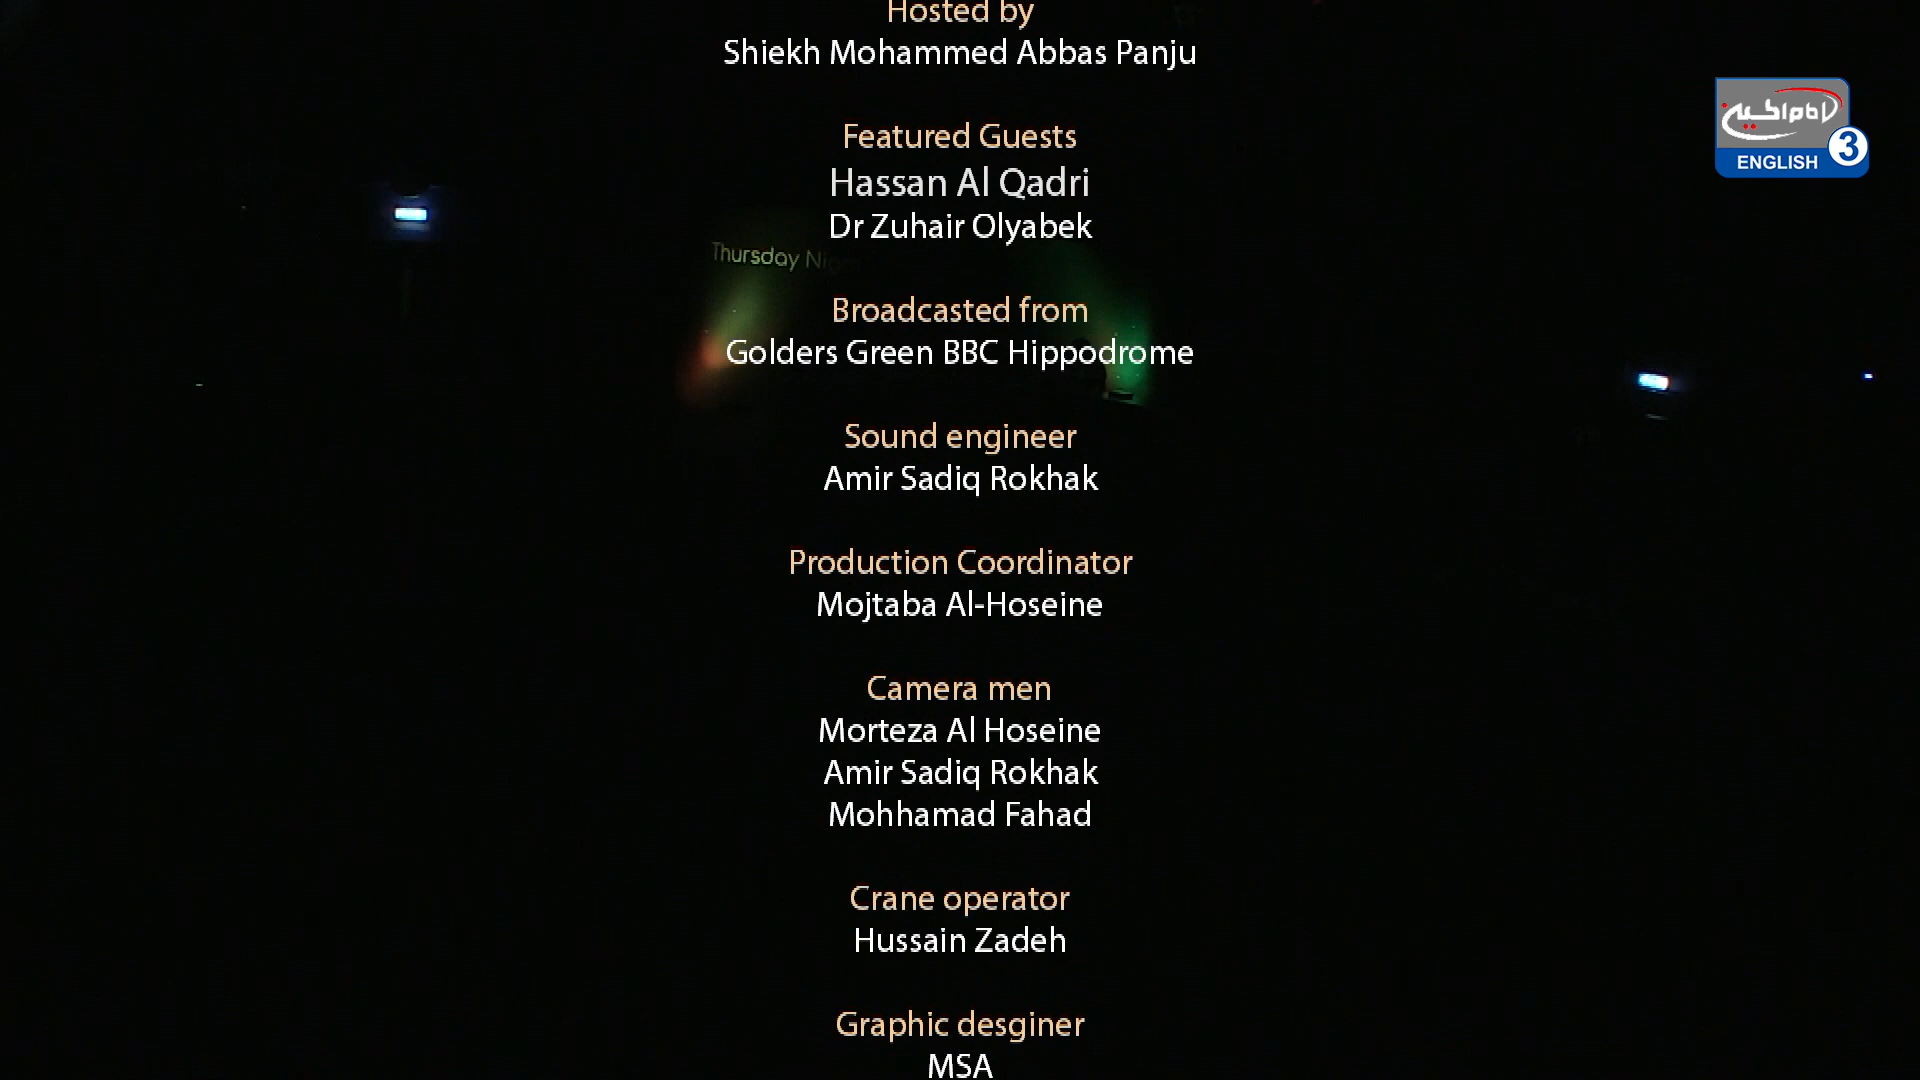 Hosted by
Shiekh Mohammed Abbas Panju
Featured Guests
Hassan Al Qadri
Dr Zuhair Olyabek
Thursday
Broadcasted from
Golders Green BBC Hippodrome
Sound engineer
Amir Sadiq Rokhak
Production Coordinator
Mojtaba Al-Hoseine
Camera men
Morteza Al Hoseine
Amir Sadiq Rokhak
Mohhamad Fahad
Crane operator
Hussain Zadeh
Graphic desginer
MSA
3
ENGLISH